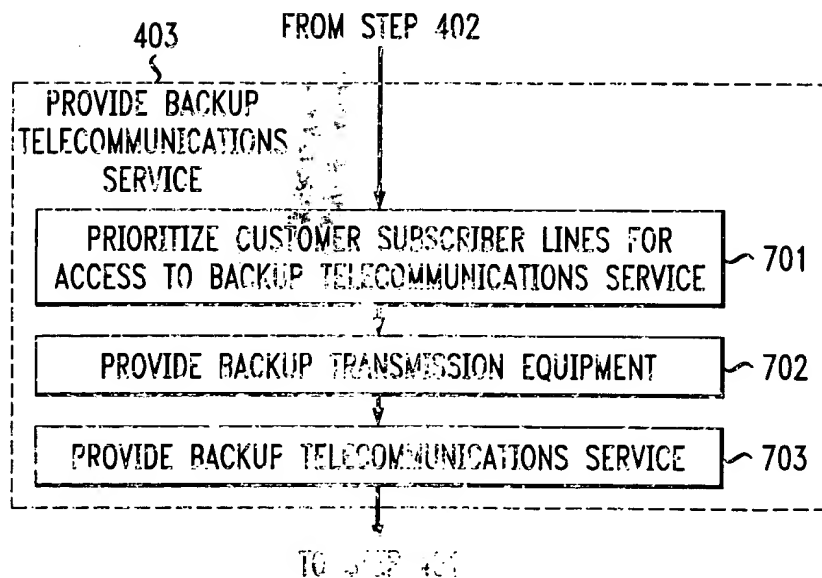 403
FROM STEP 402
PROVIDE BACKUP
TELECOMMUNICATIONS
SERVICE
PRIORITIZE CUSTOMER SUBSCRIBER LINES FOR
ACCESS TO BACKUP TELECOMMUNICATIONS SERVICE
701
PROVIDE BACKUP TRANSMISSION EQUIPMENT
702
PROVIDE BACKUP TELECOMMUNICATIONS SERVICE
703
TO STEP